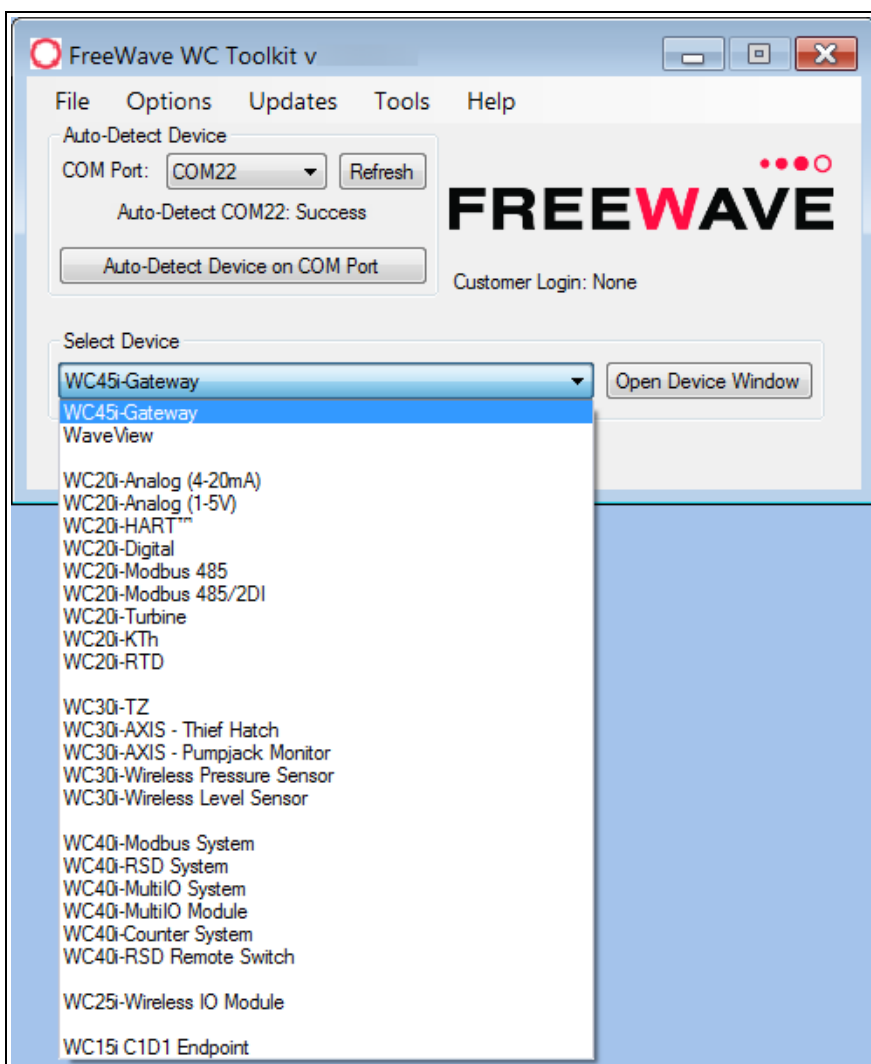 FreeWave WC Toolkit v
File Options Updates Tools Help
Auto-Detect Device
COM Port: COM22 Refresh
Auto-Detect COM22: Success
Auto-Detect Device on COM Port
FREEWAVE
Customer Login: None
Select Device
WC45i-Gateway Open Device Window
WC45i-Gateway
WaveView
WC20i-Analog (4-20mA)
WC20i-Analog (1-5V)
WC20i-HART™
WC20i-Digital
WC20i-Modbus 485
WC20i-Modbus 485/2DI
WC20i-Turbine
WC20i-KTh
WC20i-RTD
WC30i-TZ
WC30i-AXIS - Thief Hatch
WC30i-AXIS - Pumpjack Monitor
WC30i-Wireless Pressure Sensor
WC30i-Wireless Level Sensor
WC40i-Modbus System
WC40i-RSD System
WC40i-MultiIO System
WC40i-MultiIO Module
WC40i-Counter System
WC40i-RSD Remote Switch
WC25i-Wireless IO Module
WC15i C1D1 Endpoint